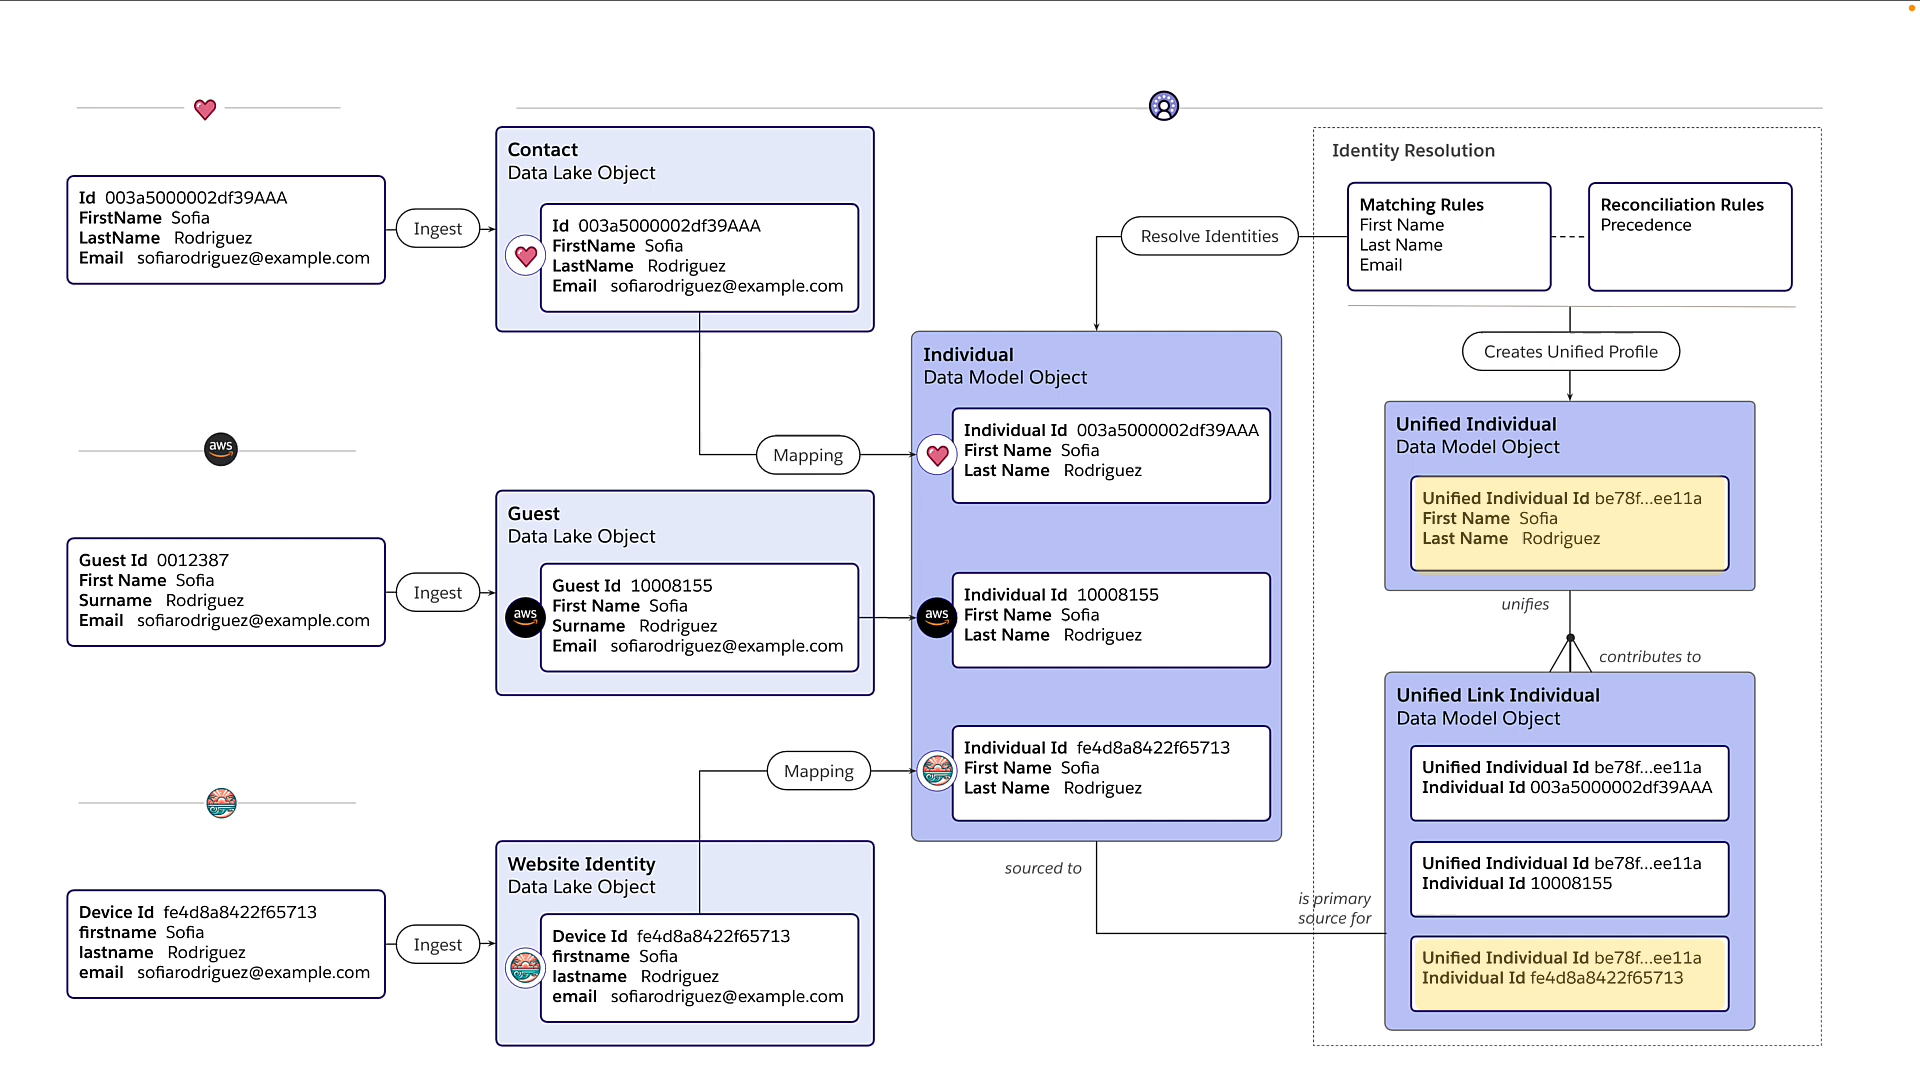 Id 003a5000002df39AAA
FirstName Sofia
LastName Rodriguez
Email sofiarodriguez@example.com
Ingest
Contact
Data Lake Object
Id 003a5000002df39AAA
FirstName Sofia
LastName Rodriguez
Email sofiarodriguez@example.com
Mapping
aws
Guest Id 0012387
First Name Sofia
Surname Rodriguez
Email sofiarodriguez@example.com
Ingest
Guest
Data Lake Object
aws
Guest Id 10008155
First Name Sofia
Surname Rodriguez
Email sofiarodriguez@example.com
Device Id fe4d8a8422f65713
firstname Sofia
lastname Rodriguez
email sofiarodriguez@example.com
Ingest
Website Identity
Data Lake Object
Device Id fe4d8a8422f65713
firstname Sofia
lastname Rodriguez
email sofiarodriguez@example.com
Mapping
Individual
Data Model Object
Individual Id 003a5000002df39AAA
First Name Sofia
Last Name Rodriguez
aws
Individual Id 10008155
First Name Sofia
Last Name Rodriguez
Individual Id fe4d8a8422f65713
First Name Sofia
Last Name Rodriguez
sourced to
is primary
source for
Resolve Identities
Identity Resolution
Matching Rules
First Name
Last Name
Email
Reconciliation Rules
Precedence
Creates Unified Profile
Unified Individual
Data Model Object
Unified Individual Id be78f...ee11a
First Name Sofia
Last Name Rodriguez
unifies
contributes to
Unified Link Individual
Data Model Object
Unified Individual Id be78f...ee11a
Individual Id 003a5000002df39AAA
Unified Individual Id be78f...ee11a
Individual Id 10008155
Unified Individual Id be78f...ee11a
Individual Id fe4d8a8422f65713